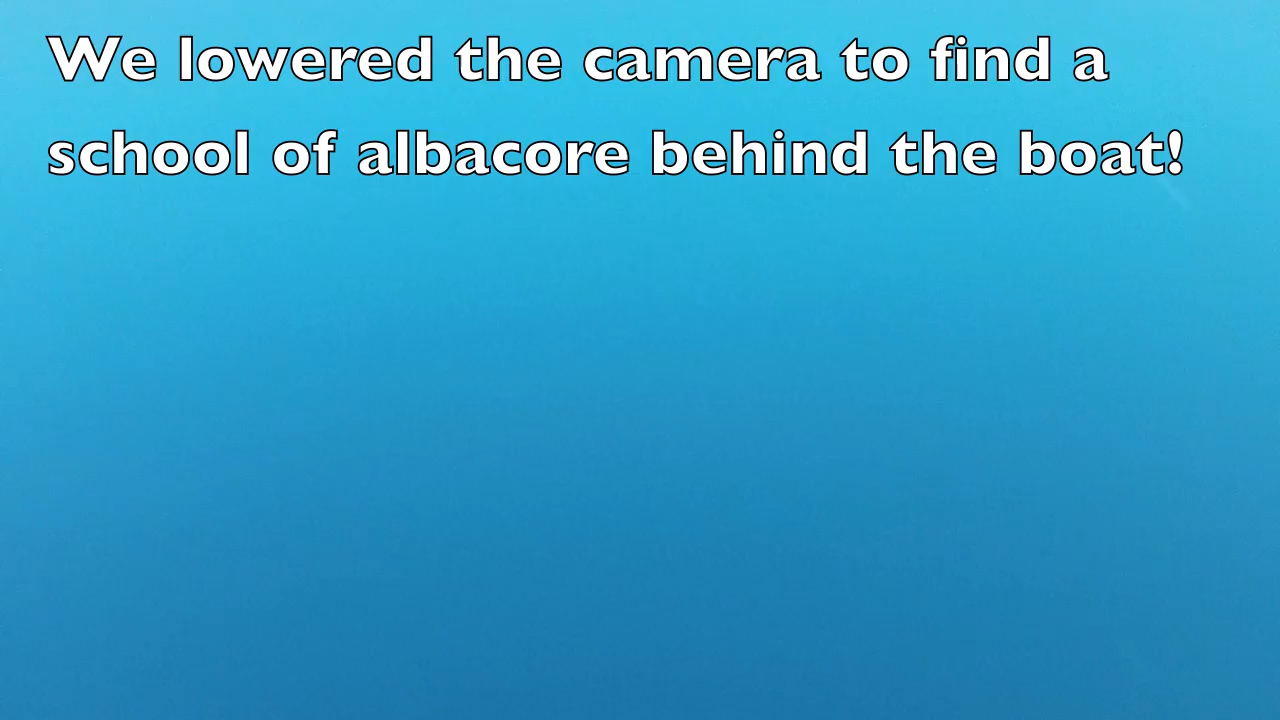 We lowered the camera to find a
school of albacore behind the boat!